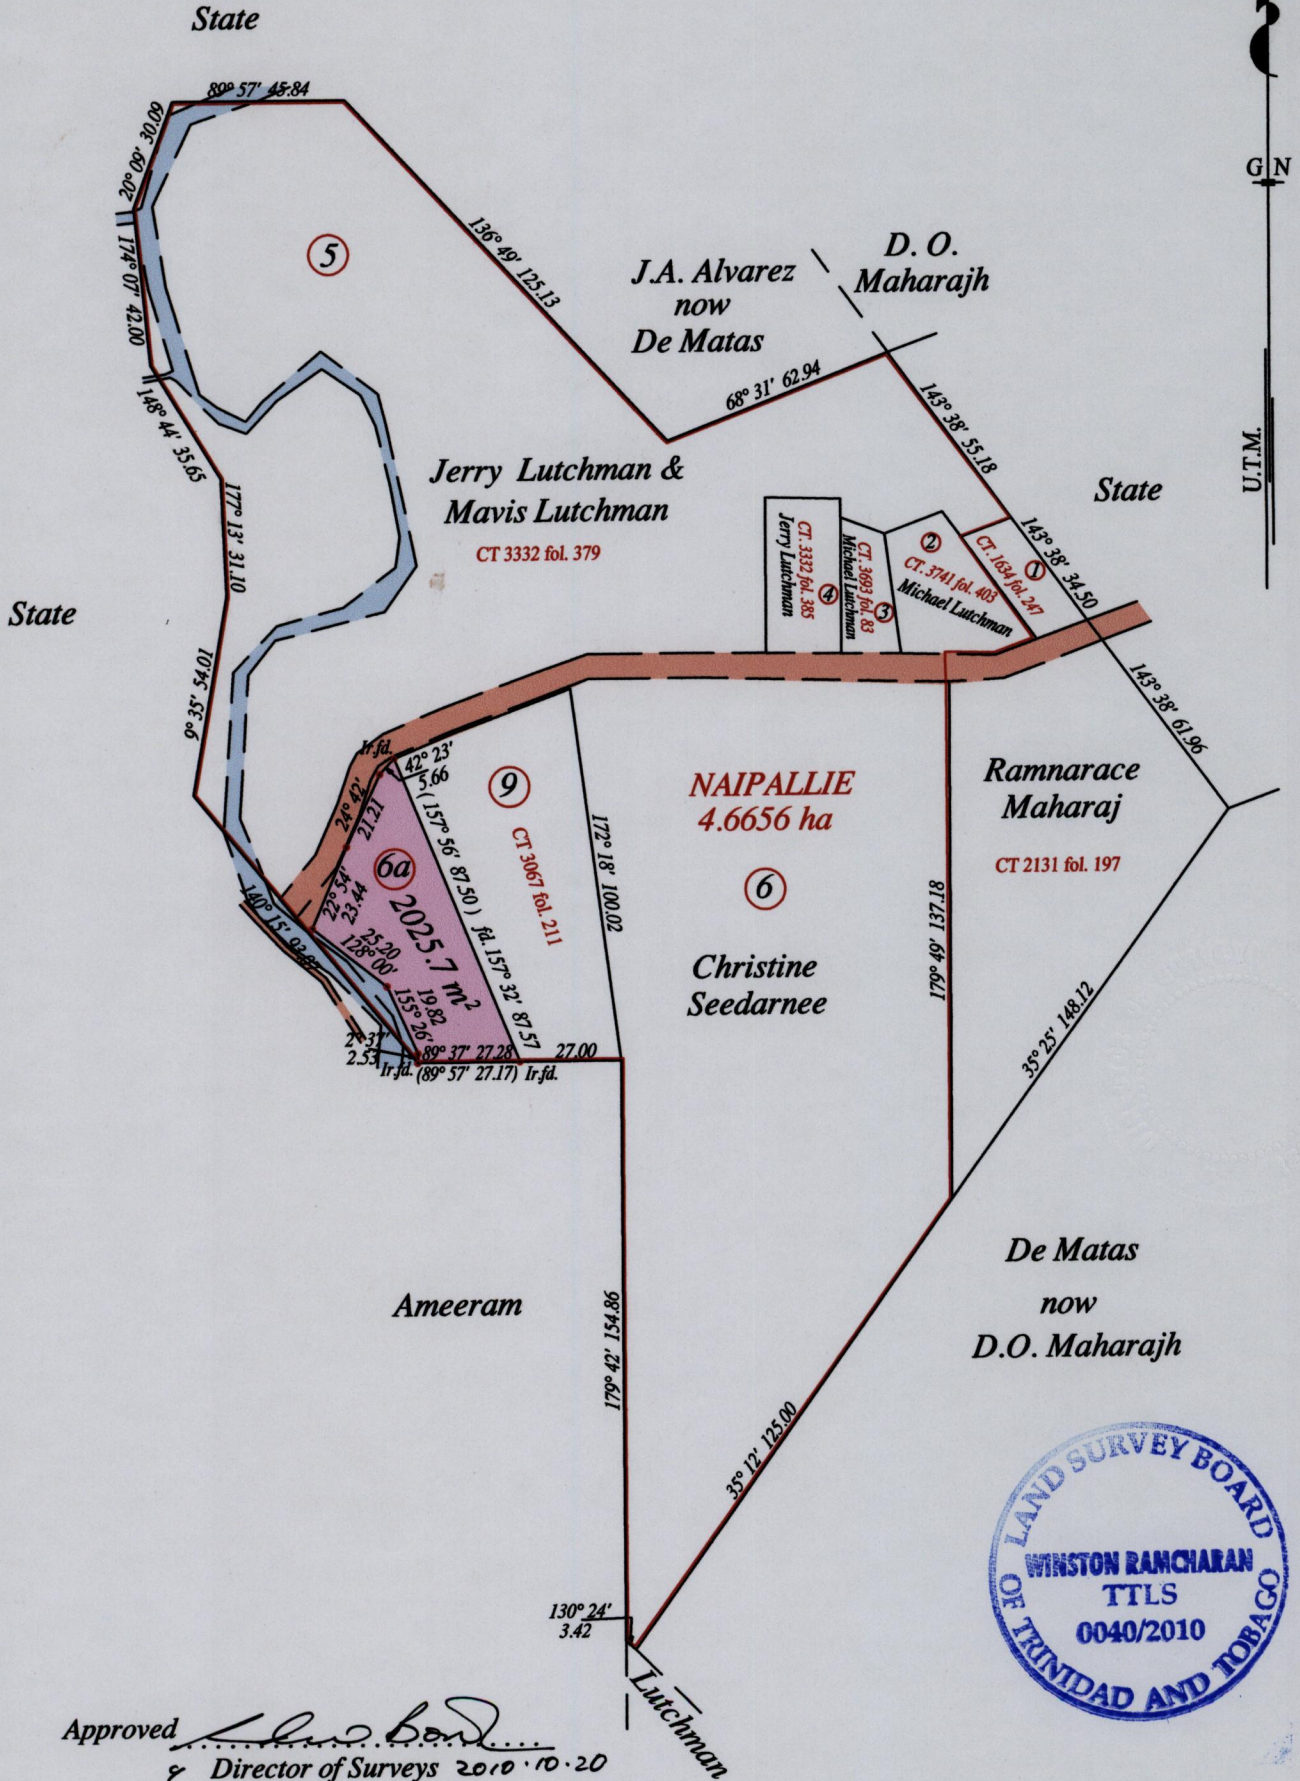 State
S
G N
U.T.M.
89° 57' 45.84
20° 09' 30.09
174° 07' 42.00
5
136° 49' 125.13
J.A. Alvarez
now
De Matas
D. O.
Maharajh
68° 31' 62.94
143° 38' 55.18
148° 44' 35.65
Jerry Lutchman &
Mavis Lutchman
CT 3332 fol. 379
State
177° 13' 31.10
4
CT. 3332 fol. 385
Jerry Lutchman
3
CT. 3693 fol. 83
Michael Lutchman
2
CT. 3741 fol. 403
Michael Lutchman
1
CT. 1634 fol. 247
143° 38' 34.50
State
9° 35' 54.01
143° 38' 61.96
Ir.fd.
42° 23'
5.66
24° 42'
21.21
(157° 56' 87.50) fd. 157° 32' 87.57
9
CT 3067 fol. 211
172° 18' 100.02
NAIPALLIE
4.6656 ha
6
Christine
Seedarnee
179° 49' 137.18
Ramnarace
Maharaj
CT 2131 fol. 197
6a
2025.7 m²
22° 54'
23.44
140° 15' 93.87
25.20
128° 00'
19.82
155° 26'
2° 37'
2.53
89° 37' 27.28
27.00
Ir.fd. (89° 57' 27.17) Ir.fd.
35° 25' 148.12
Ameeram
179° 42' 154.86
De Matas
now
D.O. Maharajh
35° 12' 125.00
130° 24'
3.42
Lutchman
LAND SURVEY BOARD
WINSTON RAMCHARAN
TTLS
0040/2010
OF TRINIDAD AND TOBAGO
Approved
Director of Surveys 2010.10.20